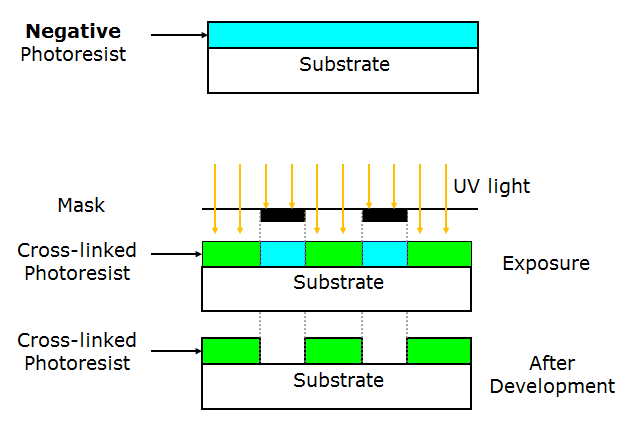 Negative
Photoresist
Substrate
UV light
Mask
Cross-linked
Photoresist
Exposure
Substrate
Cross-linked
Photoresist
Substrate
After
Development